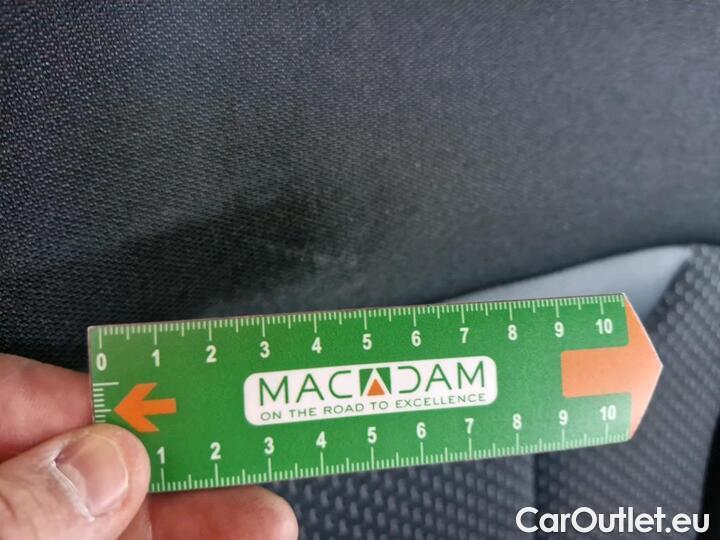 0 1 2 3 4 5 6 7 8 9 10
MACADAM
ON THE ROAD TO EXCELLENCE
1 2 3 4 5 6 7 8 9 10
CarOutlet.eu